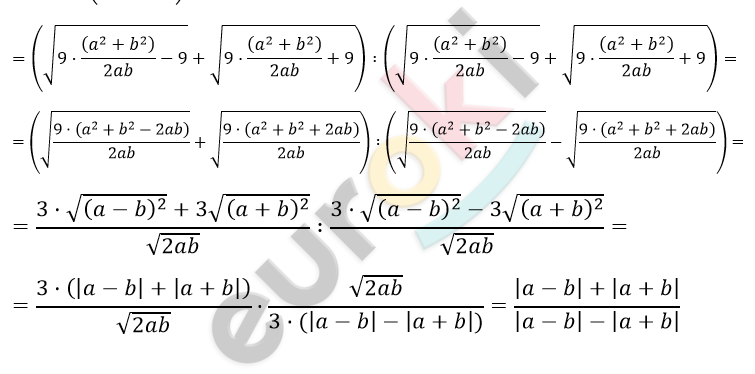 = (√(9 · (a² + b²)/2ab − 9) + √(9 · (a² + b²)/2ab + 9)) : (√(9 · (a² + b²)/2ab − 9) + √(9 · (a² + b²)/2ab + 9)) =
= (√(9 · (a² + b² − 2ab)/2ab) + √(9 · (a² + b² + 2ab)/2ab)) : (√(9 · (a² + b² − 2ab)/2ab) − √(9 · (a² + b² + 2ab)/2ab)) =
= (3 · √(a − b)² + 3√(a + b)²)/√2ab : (3 · √(a − b)² − 3√(a + b)²)/√2ab =
= 3 · (|a − b| + |a + b|)/√2ab · √2ab/3 · (|a − b| − |a + b|) = |a − b| + |a + b|/|a − b| − |a + b|
euroki